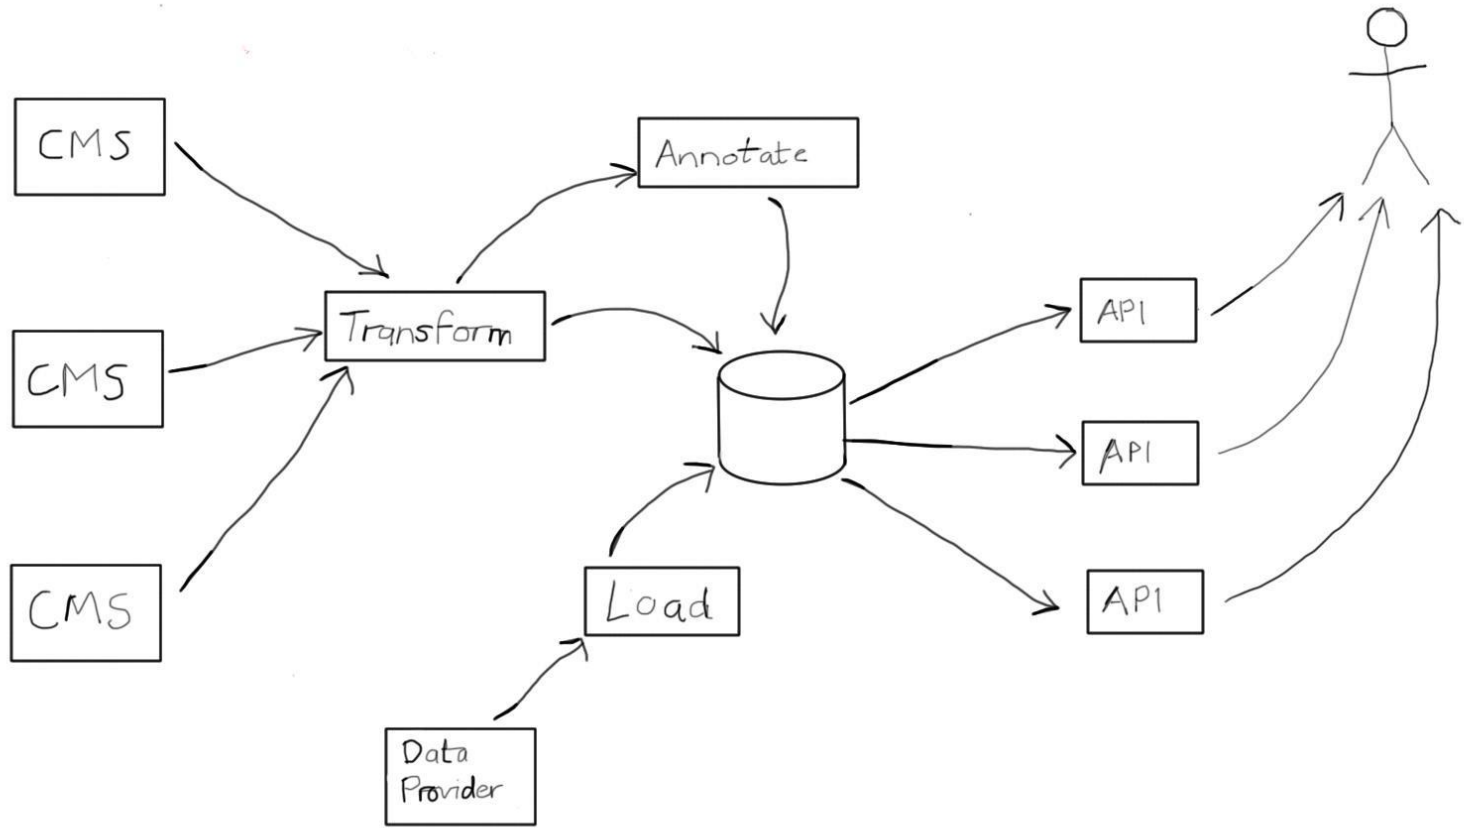 CMS
Annotate
Transform
API
CMS
API
Load
API
CMS
Data
Provider